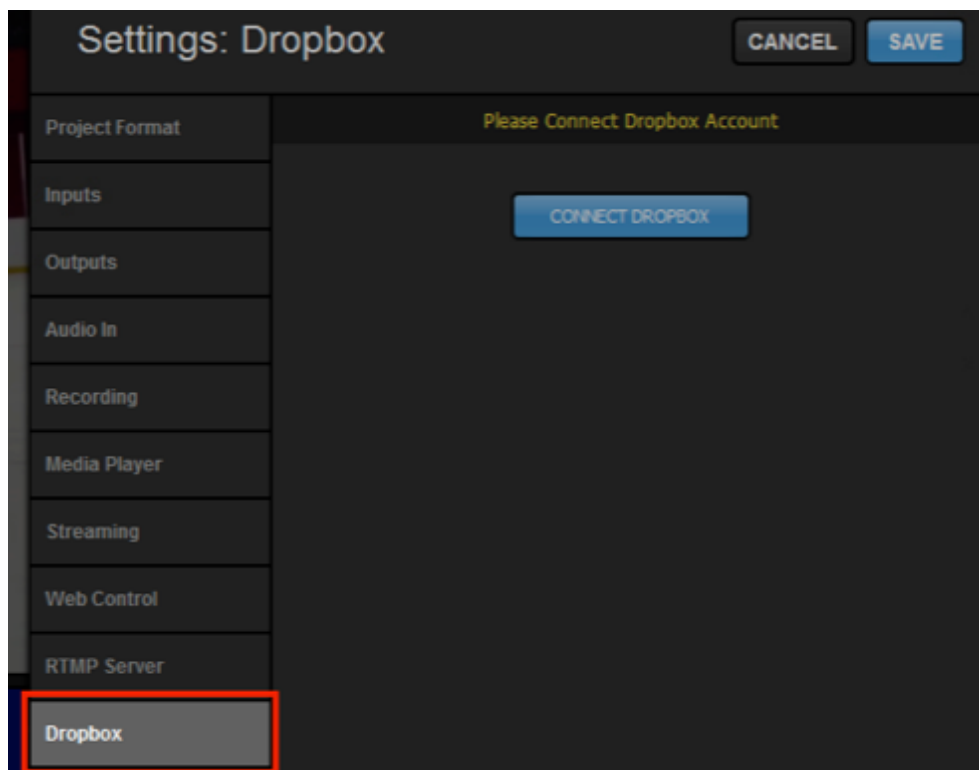 Settings: Dropbox
CANCEL
SAVE
Project Format
Please Connect Dropbox Account
Inputs
CONNECT DROPBOX
Outputs
Audio In
Recording
Media Player
Streaming
Web Control
RTMP Server
Dropbox